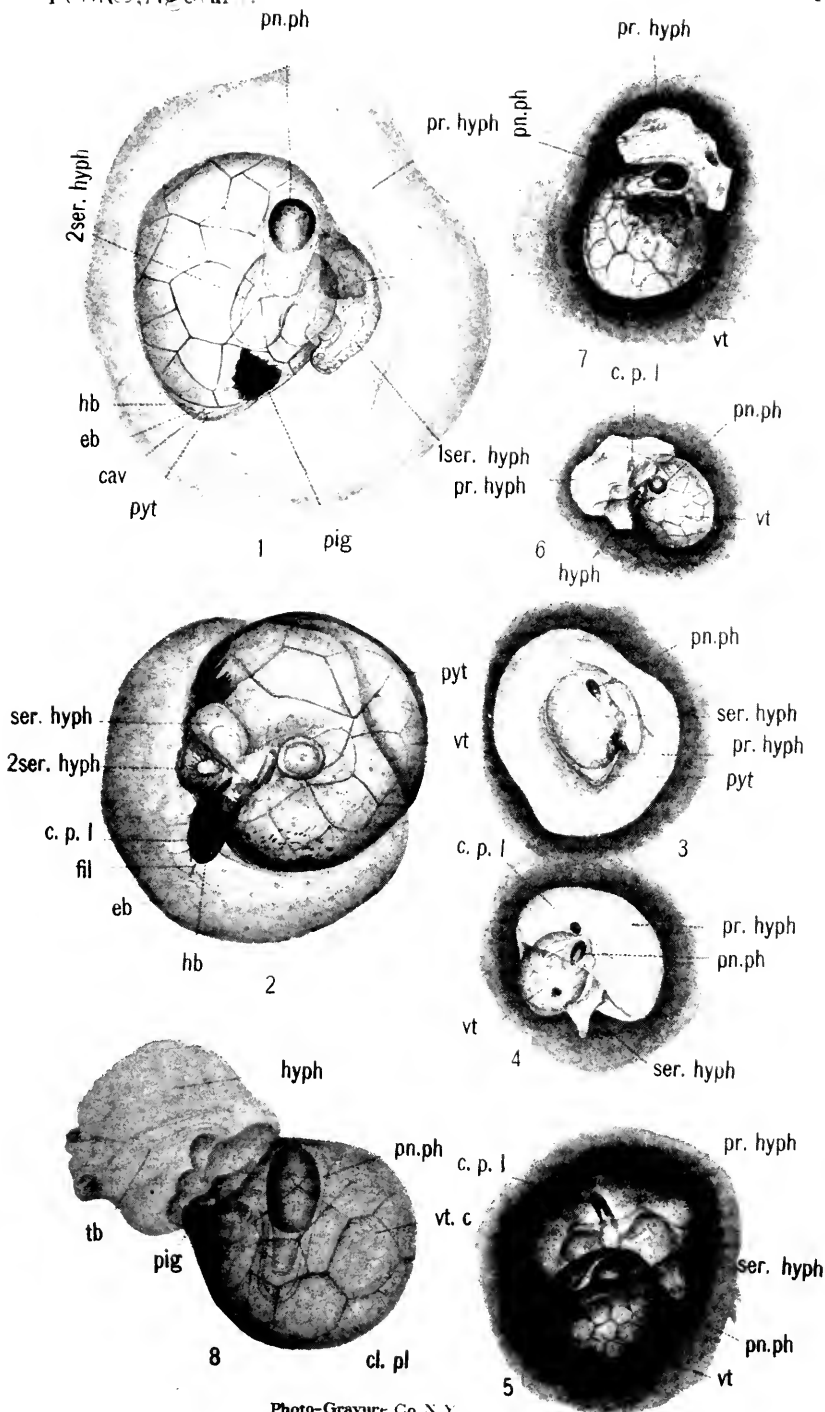 pn.ph
pr. hyph
2ser. hyph
hb
eb
cav
pyt
1
pig
1ser. hyph
pr. hyph
pn.ph
pr. hyph
vt
7
c. p. l
pn.ph
vt
6
hyph
ser. hyph
2ser. hyph
c. p. l
fil
eb
hb
2
pyt
vt
pn.ph
ser. hyph
pr. hyph
pyt
3
c. p. l
pr. hyph
pn.ph
vt
4
ser. hyph
hyph
pn.ph
vt. c
tb
pig
8
cl. pl
c. p. l
pr. hyph
ser. hyph
pn.ph
vt
5
Photo-Gravure Co. N.Y.